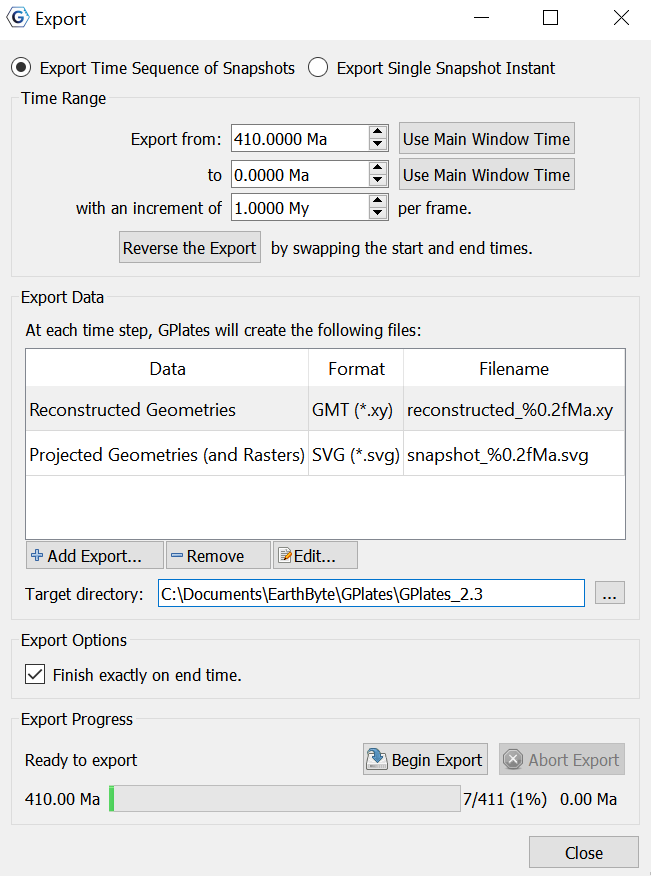 Export
Export Time Sequence of Snapshots Export Single Snapshot Instant
Time Range
Export from: 410.0000 Ma Use Main Window Time
to 0.0000 Ma Use Main Window Time
with an increment of 1.0000 My per frame.
Reverse the Export by swapping the start and end times.
Export Data
At each time step, GPlates will create the following files:
Data Format Filename
Reconstructed Geometries GMT (*.xy) reconstructed_%0.2fMa.xy
Projected Geometries (and Rasters) SVG (*.svg) snapshot_%0.2fMa.svg
Add Export... Remove Edit...
Target directory: C:\Documents\EarthByte\GPlates\GPlates_2.3 ...
Export Options
Finish exactly on end time.
Export Progress
Ready to export Begin Export Abort Export
410.00 Ma 7/411 (1%) 0.00 Ma
Close